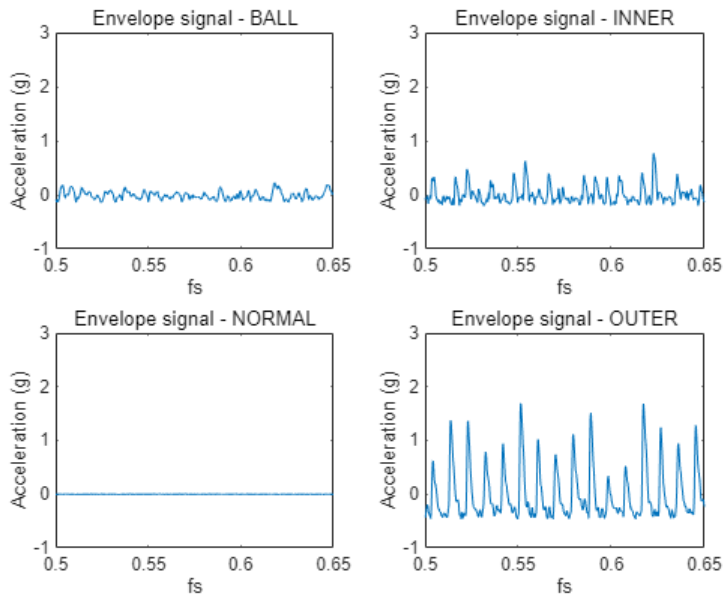 Envelope signal - BALL
3
2
1
0
-1
Acceleration (g)
0.5 0.55 0.6 0.65
fs
Envelope signal - INNER
3
2
1
0
-1
Acceleration (g)
0.5 0.55 0.6 0.65
fs
Envelope signal - NORMAL
3
2
1
0
-1
Acceleration (g)
0.5 0.55 0.6 0.65
fs
Envelope signal - OUTER
3
2
1
0
-1
Acceleration (g)
0.5 0.55 0.6 0.65
fs